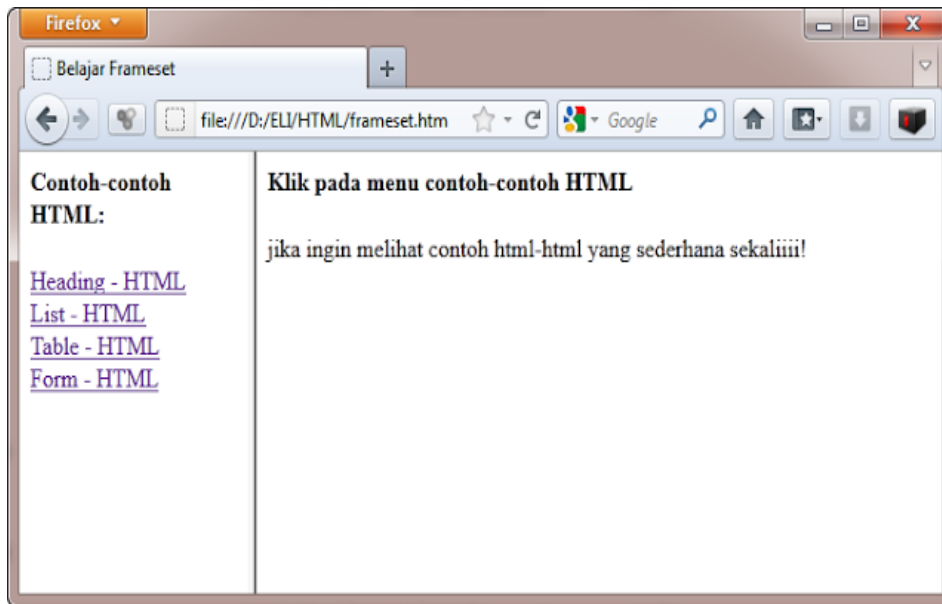 Firefox
Belajar Frameset
file:///D:/ELI/HTML/frameset.htm
Google
Contoh-contoh
HTML:
Heading - HTML
List - HTML
Table - HTML
Form - HTML
Klik pada menu contoh-contoh HTML
jika ingin melihat contoh html-html yang sederhana sekaliiii!